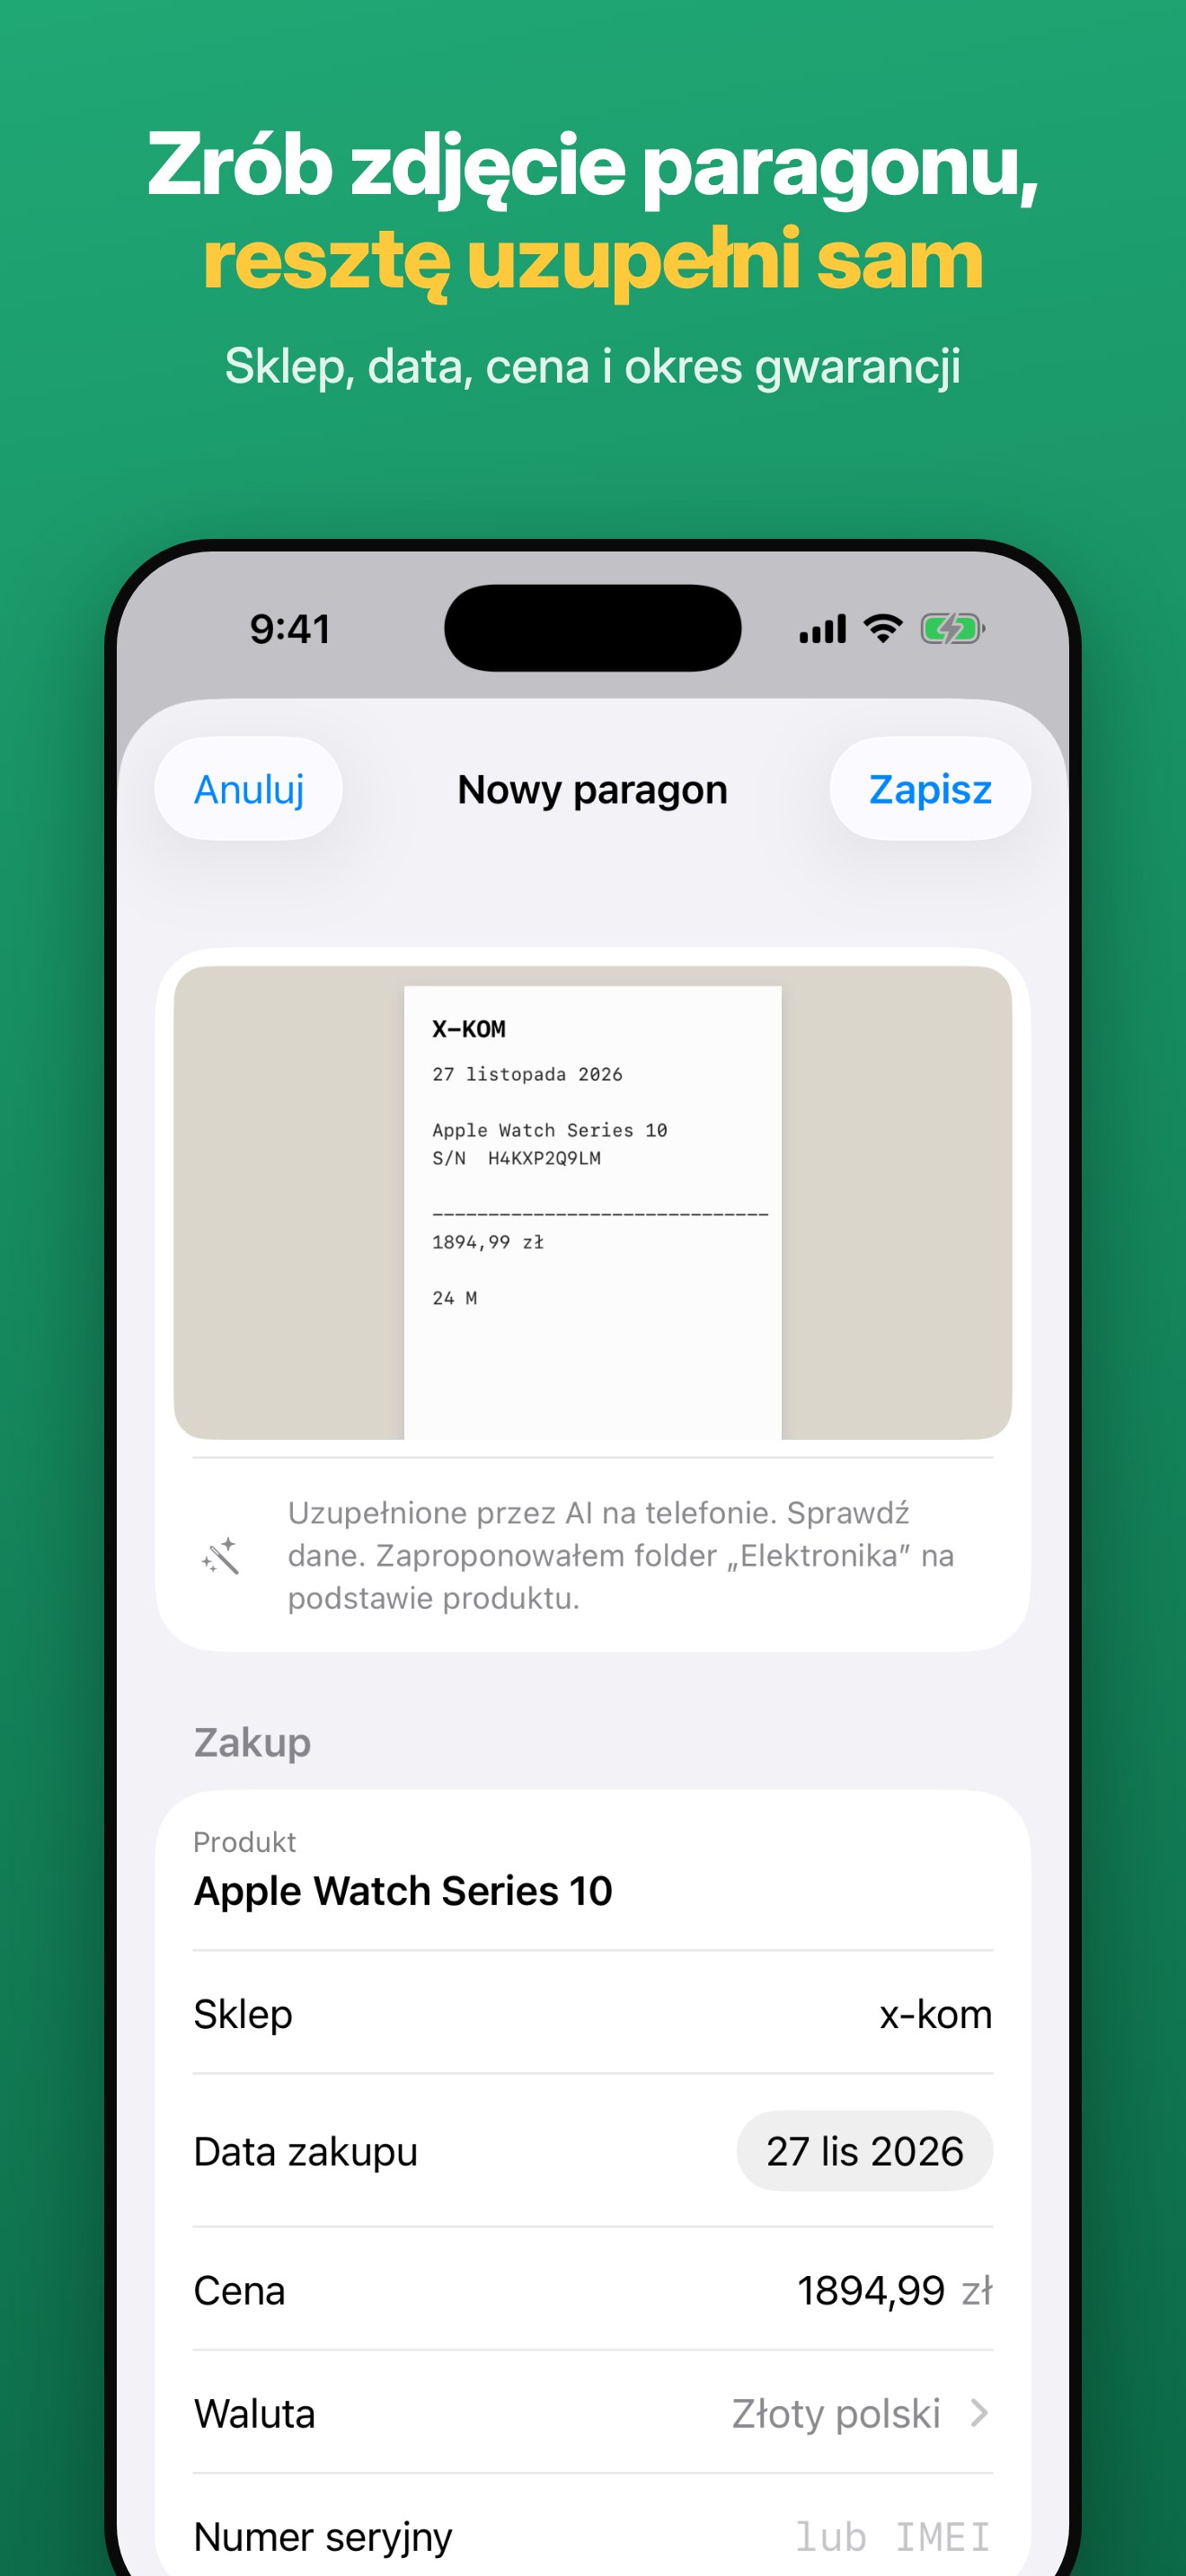 Zrób zdjęcie paragonu,
resztę uzupełni sam
Sklep, data, cena i okres gwarancji
9:41
Anuluj
Nowy paragon
Zapisz
X-KOM
27 listopada 2026
Apple Watch Series 10
S/N H4KXP2Q9LM
------------------------------
1894,99 zł
24 M
Uzupełnione przez AI na telefonie. Sprawdź
dane. Zaproponowałem folder „Elektronika” na
podstawie produktu.
Zakup
Produkt
Apple Watch Series 10
Sklep x-kom
Data zakupu 27 lis 2026
Cena 1894,99 zł
Waluta Złoty polski
Numer seryjny lub IMEI